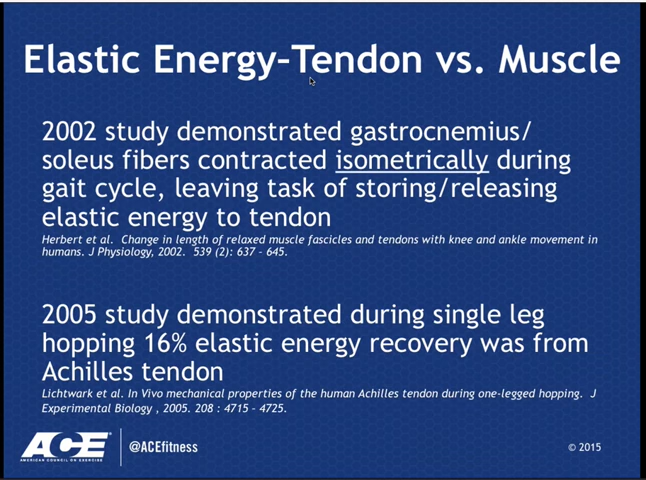 Elastic Energy–Tendon vs. Muscle
2002 study demonstrated gastrocnemius/
soleus fibers contracted isometrically during
gait cycle, leaving task of storing/releasing
elastic energy to tendon
Herbert et al. Change in length of relaxed muscle fascicles and tendons with knee and ankle movement in
humans. J Physiology, 2002. 539 (2): 637 – 645.
2005 study demonstrated during single leg
hopping 16% elastic energy recovery was from
Achilles tendon
Lichtwark et al. In Vivo mechanical properties of the human Achilles tendon during one-legged hopping. J
Experimental Biology , 2005. 208 : 4715 – 4725.
ACE
AMERICAN COUNCIL ON EXERCISE
@ACEfitness
© 2015